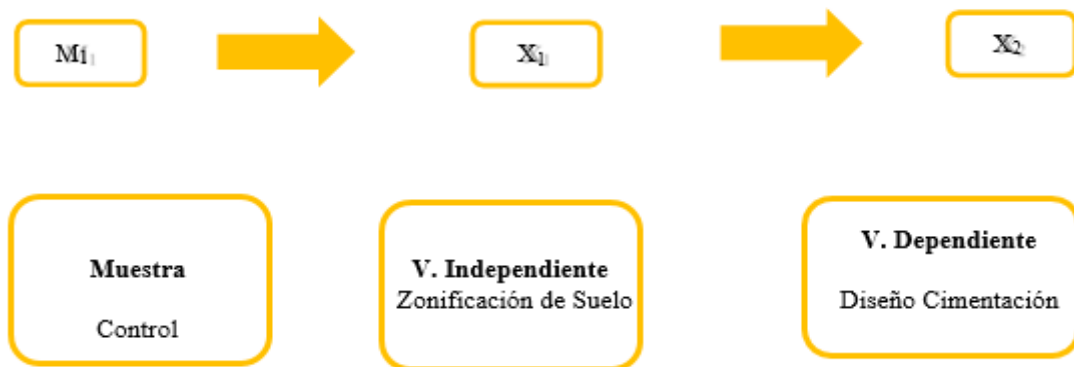 M1 X1 X2
Muestra
Control
V. Independiente
Zonificación de Suelo
V. Dependiente
Diseño Cimentación